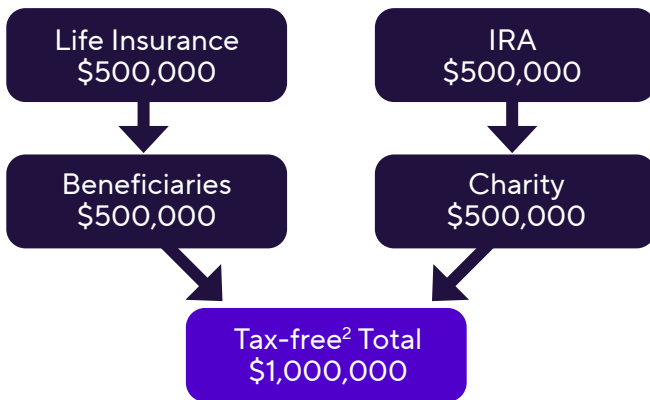 Life Insurance
$500,000
IRA
$500,000
Beneficiaries
$500,000
Charity
$500,000
Tax-free² Total
$1,000,000